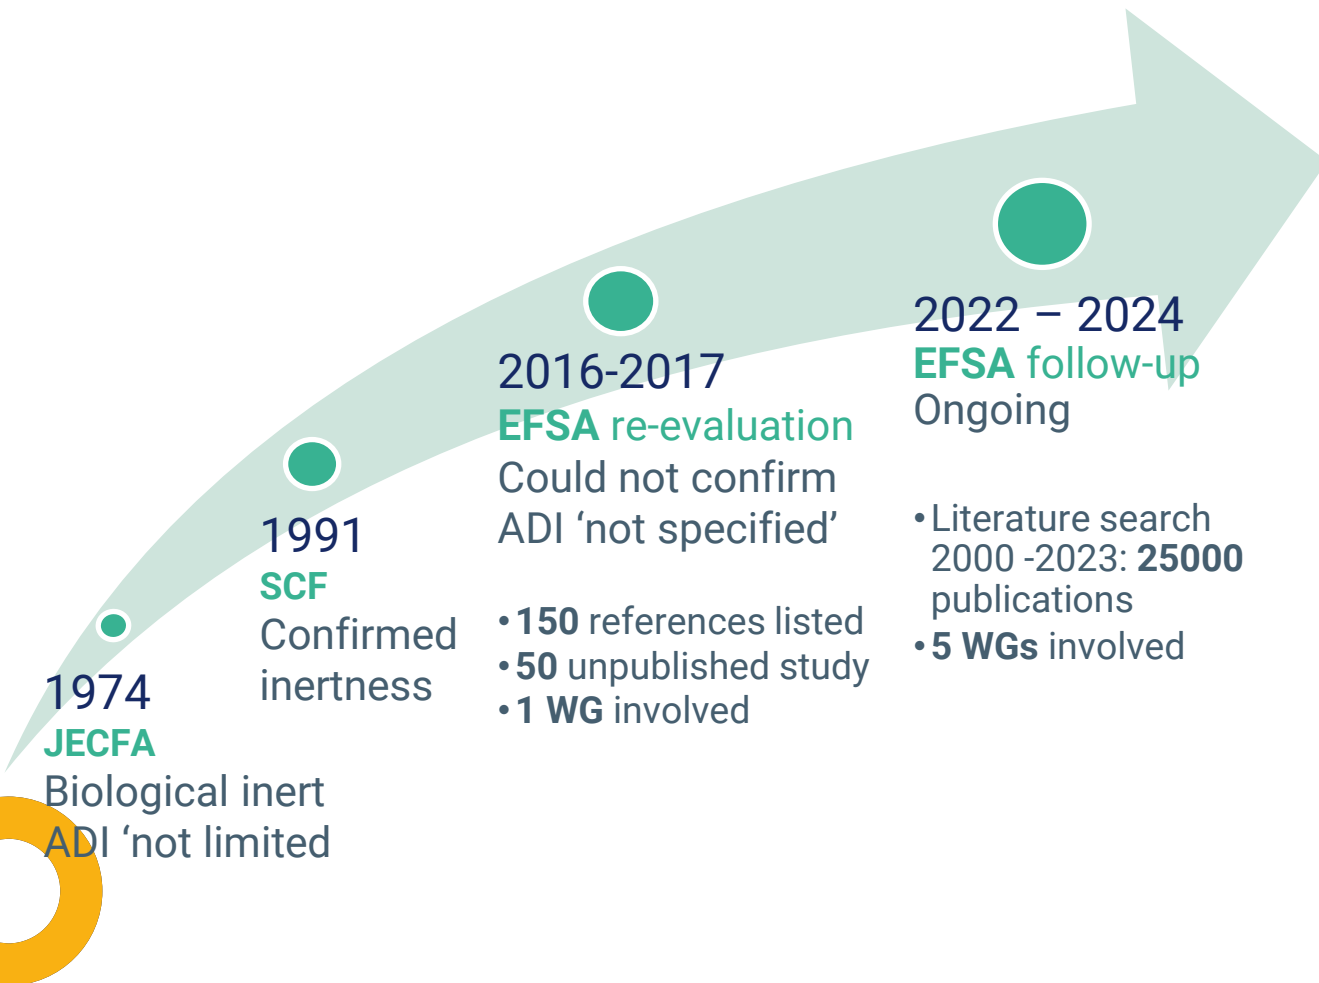 1974
JECFA
Biological inert
ADI ‘not limited
1991
SCF
Confirmed
inertness
2016-2017
EFSA re-evaluation
Could not confirm
ADI ‘not specified’
•150 references listed
•50 unpublished study
•1 WG involved
2022 – 2024
EFSA follow-up
Ongoing
•Literature search
2000 -2023: 25000
publications
•5 WGs involved